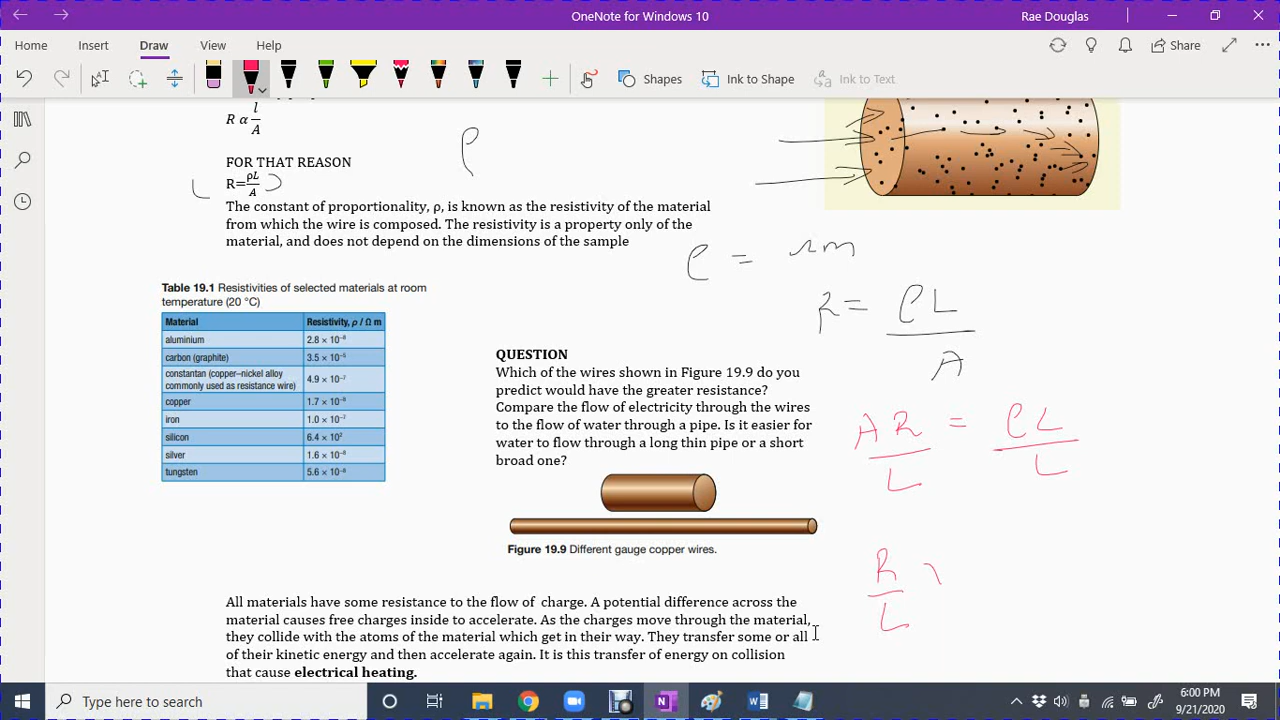 OneNote for Windows 10
Rae Douglas
Home Insert Draw View Help
Share
Shapes
Ink to Shape
Ink to Text
R α l/A
FOR THAT REASON
R=ρL/A
ρ
The constant of proportionality, ρ, is known as the resistivity of the material
from which the wire is composed. The resistivity is a property only of the
material, and does not depend on the dimensions of the sample
ρ = Ωm
R = ρL
A
AR = ρL
L L
R
L
Table 19.1 Resistivities of selected materials at room
temperature (20 °C)
Material Resistivity, ρ / Ω m
aluminium 2.8 × 10⁻⁸
carbon (graphite) 3.5 × 10⁻⁵
constantan (copper–nickel alloy
commonly used as resistance wire) 4.9 × 10⁻⁷
copper 1.7 × 10⁻⁸
iron 1.0 × 10⁻⁷
silicon 6.4 × 10²
silver 1.6 × 10⁻⁸
tungsten 5.6 × 10⁻⁸
QUESTION
Which of the wires shown in Figure 19.9 do you
predict would have the greater resistance?
Compare the flow of electricity through the wires
to the flow of water through a pipe. Is it easier for
water to flow through a long thin pipe or a short
broad one?
Figure 19.9 Different gauge copper wires.
All materials have some resistance to the flow of charge. A potential difference across the
material causes free charges inside to accelerate. As the charges move through the material,
they collide with the atoms of the material which get in their way. They transfer some or all
of their kinetic energy and then accelerate again. It is this transfer of energy on collision
that cause electrical heating.
Type here to search
6:00 PM
9/21/2020